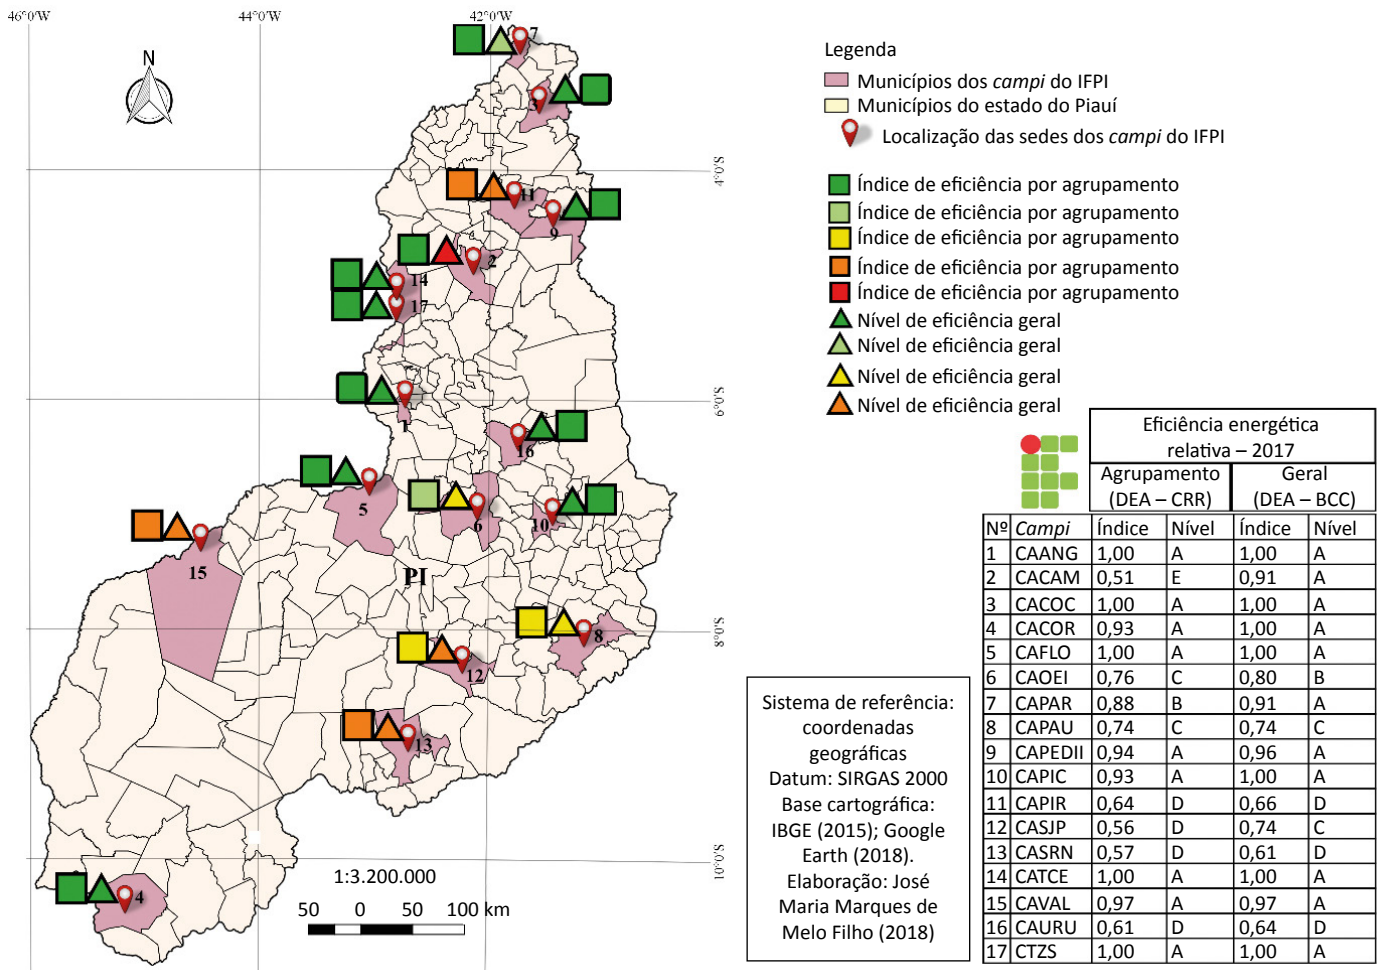 46°0'W
44°0'W
42°0'W
N
7
3
4°0'S
11
9
2
14
17
6°0'S
1
16
5
6
10
15
PI
8°0'S
8
12
13
10°0'S
4
1:3.200.000
50 0 50 100 km
Legenda
Municípios dos campi do IFPI
Municípios do estado do Piauí
Localização das sedes dos campi do IFPI
Índice de eficiência por agrupamento
Índice de eficiência por agrupamento
Índice de eficiência por agrupamento
Índice de eficiência por agrupamento
Índice de eficiência por agrupamento
Nível de eficiência geral
Nível de eficiência geral
Nível de eficiência geral
Nível de eficiência geral
Sistema de referência:
coordenadas
geográficas
Datum: SIRGAS 2000
Base cartográfica:
IBGE (2015); Google
Earth (2018).
Elaboração: José
Maria Marques de
Melo Filho (2018)
Eficiência energética
relativa – 2017
Agrupamento Geral
(DEA – CRR) (DEA – BCC)
Nº Campi Índice Nível Índice Nível
1 CAANG 1,00 A 1,00 A
2 CACAM 0,51 E 0,91 A
3 CACOC 1,00 A 1,00 A
4 CACOR 0,93 A 1,00 A
5 CAFLO 1,00 A 1,00 A
6 CAOEI 0,76 C 0,80 B
7 CAPAR 0,88 B 0,91 A
8 CAPAU 0,74 C 0,74 C
9 CAPEDII 0,94 A 0,96 A
10 CAPIC 0,93 A 1,00 A
11 CAPIR 0,64 D 0,66 D
12 CASJP 0,56 D 0,74 C
13 CASRN 0,57 D 0,61 D
14 CATCE 1,00 A 1,00 A
15 CAVAL 0,97 A 0,97 A
16 CAURU 0,61 D 0,64 D
17 CTZS 1,00 A 1,00 A